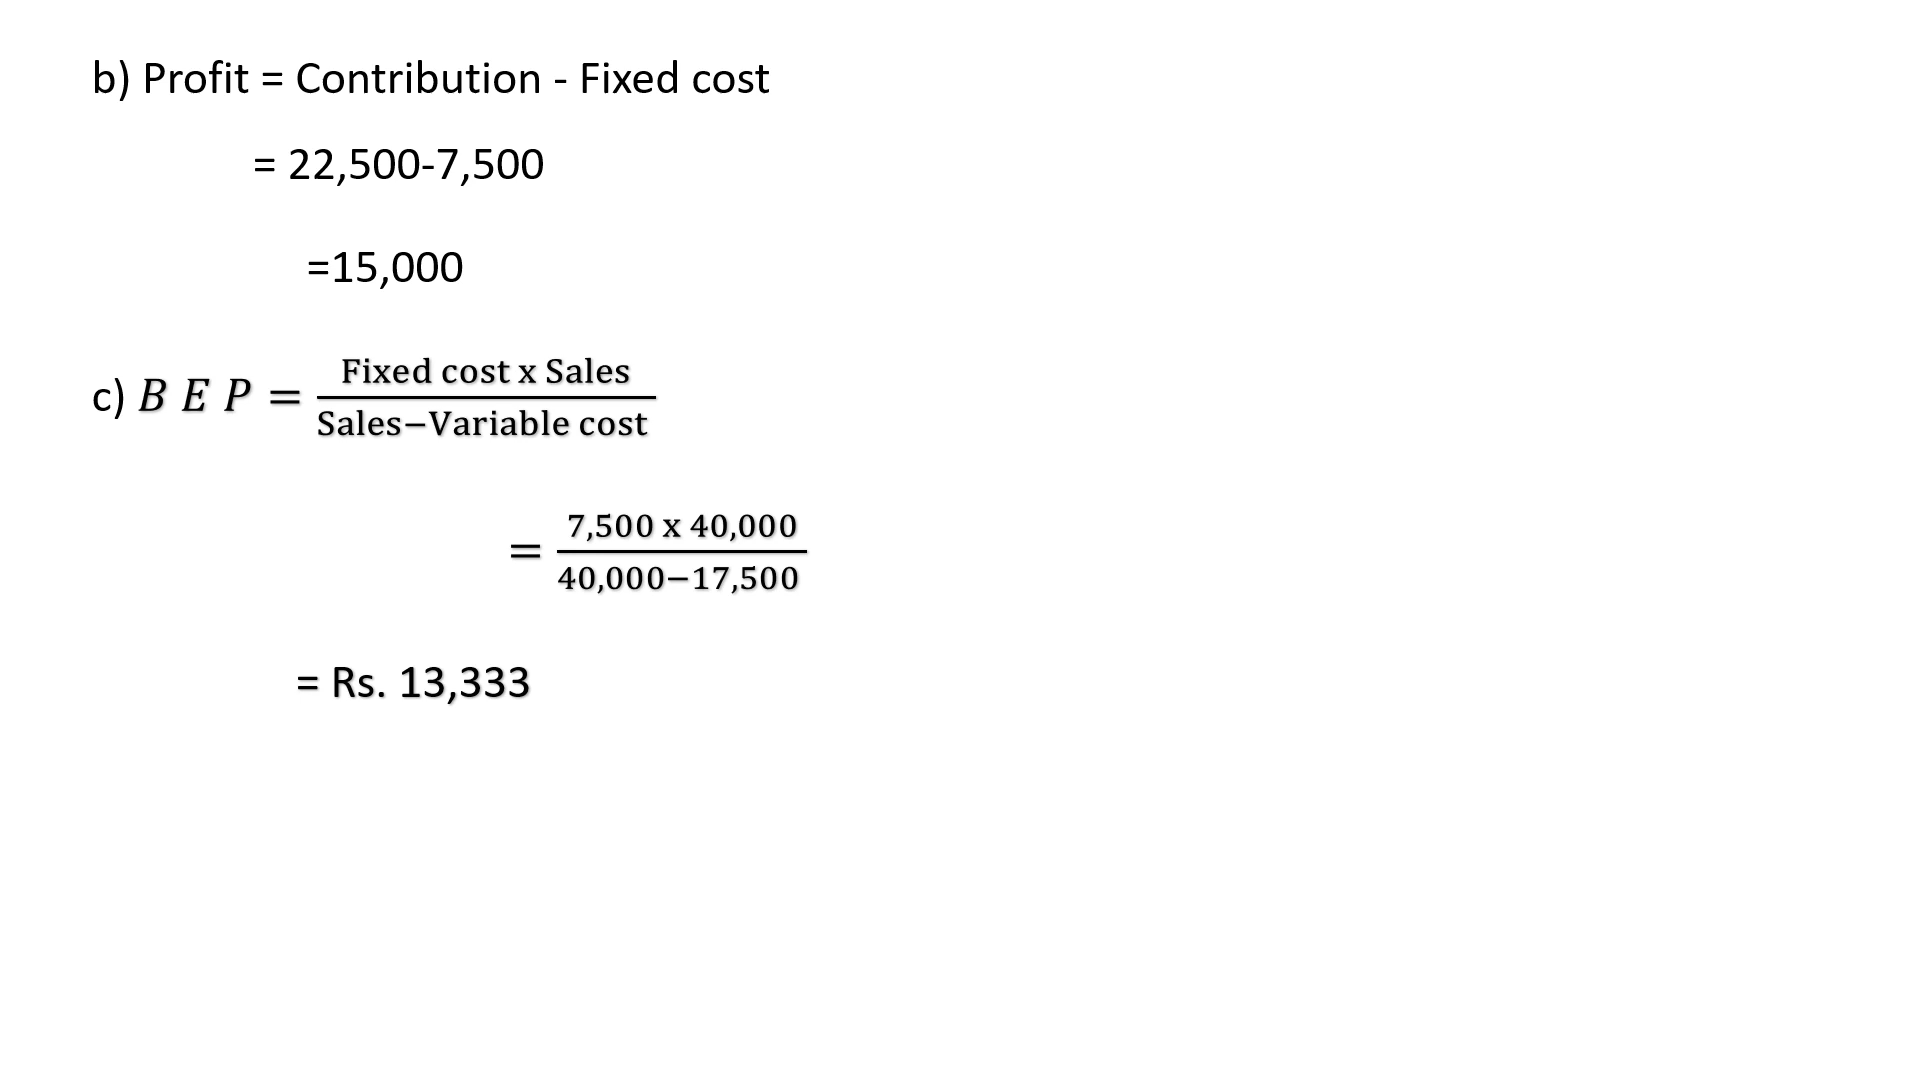 b) Profit = Contribution - Fixed cost
= 22,500-7,500
=15,000
c) B E P = Fixed cost x Sales
Sales−Variable cost
= 7,500 x 40,000
40,000−17,500
= Rs. 13,333